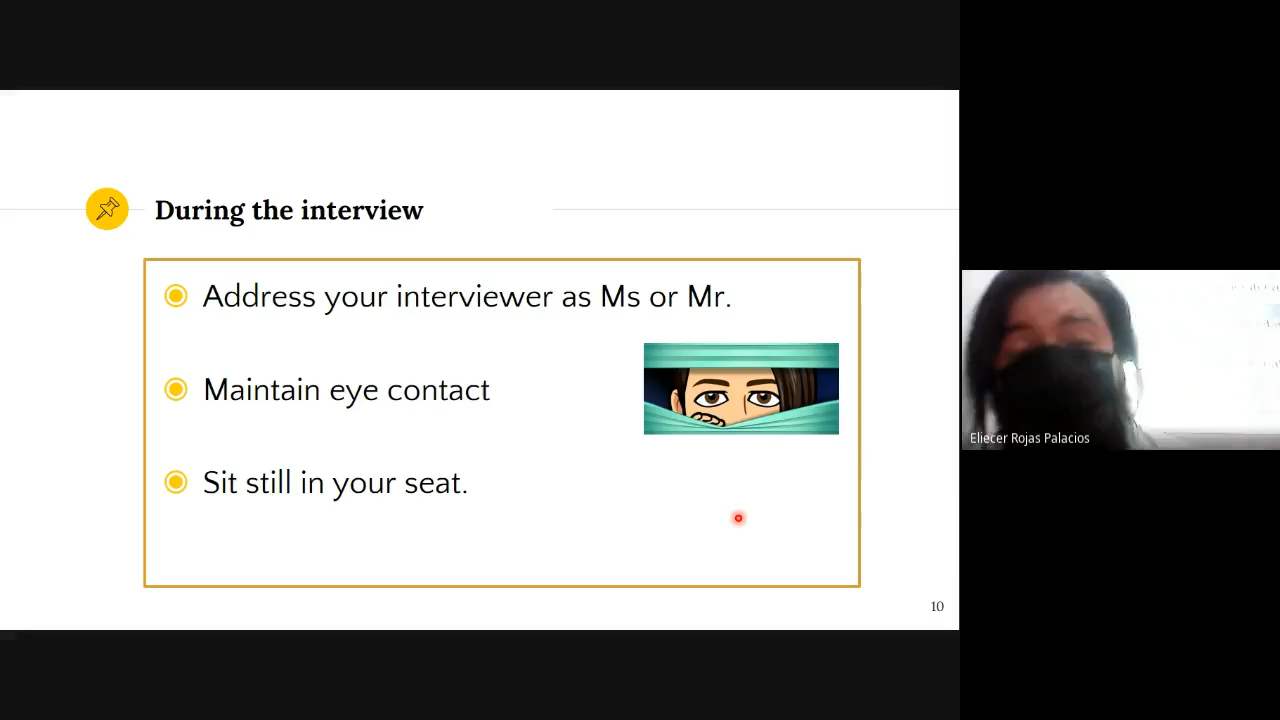 During the interview
Address your interviewer as Ms or Mr.
Maintain eye contact
Sit still in your seat.
10
Eliecer Rojas Palacios